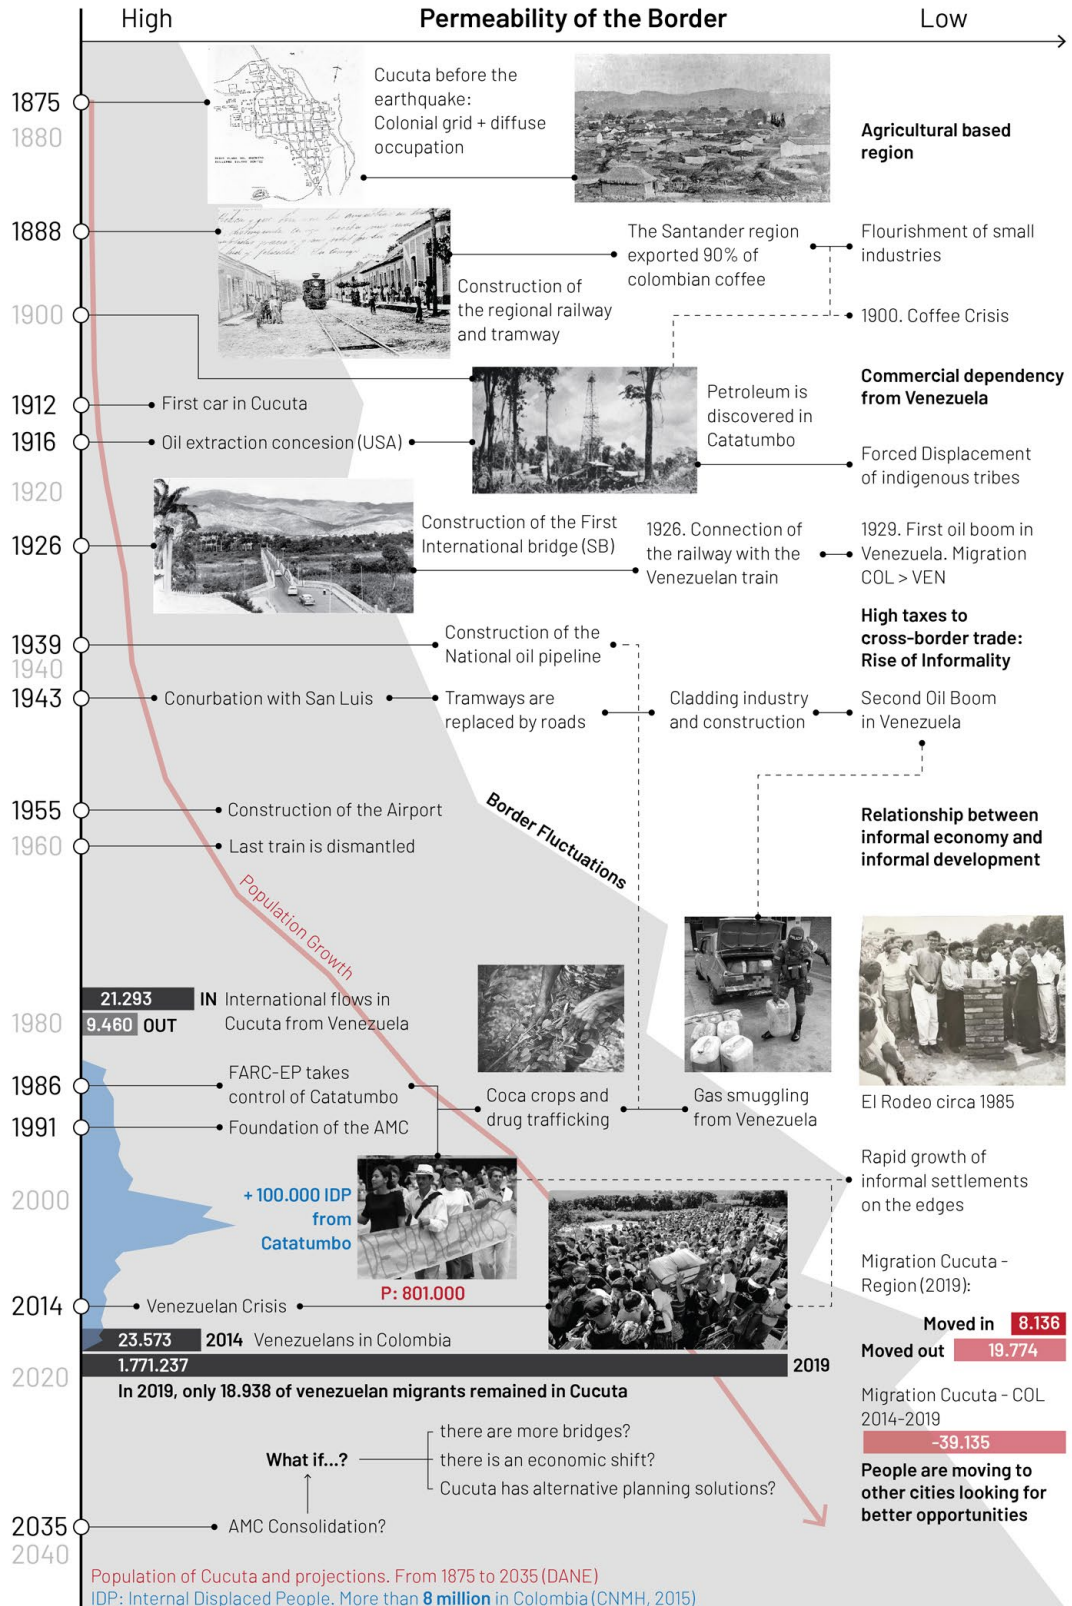 High
Permeability of the Border
Low
1875
Cucuta before the
earthquake:
Colonial grid + diffuse
occupation
1880
Agricultural based
region
1888
The Santander region
exported 90% of
colombian coffee
Flourishment of small
industries
Construction of
the regional railway
and tramway
1900
1900. Coffee Crisis
Commercial dependency
from Venezuela
1912
First car in Cucuta
Petroleum is
discovered in
Catatumbo
1916
Oil extraction concesion (USA)
Forced Displacement
of indigenous tribes
1920
1926
Construction of the First
International bridge (SB)
1926. Connection of
the railway with the
Venezuelan train
1929. First oil boom in
Venezuela. Migration
COL > VEN
High taxes to
cross-border trade:
Rise of Informality
1939
Construction of the
National oil pipeline
1940
1943
Conurbation with San Luis
Tramways are
replaced by roads
Cladding industry
and construction
Second Oil Boom
in Venezuela
1955
Construction of the Airport
Border Fluctuations
Relationship between
informal economy and
informal development
1960
Last train is dismantled
Population Growth
21.293
IN
International flows in
Cucuta from Venezuela
1980
9.460
OUT
1986
FARC-EP takes
control of Catatumbo
Coca crops and
drug trafficking
Gas smuggling
from Venezuela
El Rodeo circa 1985
1991
Foundation of the AMC
Rapid growth of
informal settlements
on the edges
2000
+ 100.000 IDP
from
Catatumbo
P: 801.000
Migration Cucuta -
Region (2019):
2014
Venezuelan Crisis
Moved in
8.136
Moved out
19.774
23.573
2014
Venezuelans in Colombia
1.771.237
2019
2020
In 2019, only 18.938 of venezuelan migrants remained in Cucuta
Migration Cucuta - COL
2014-2019
-39.135
People are moving to
other cities looking for
better opportunities
What if...?
there are more bridges?
there is an economic shift?
Cucuta has alternative planning solutions?
2035
AMC Consolidation?
2040
Population of Cucuta and projections. From 1875 to 2035 (DANE)
IDP: Internal Displaced People. More than 8 million in Colombia (CNMH, 2015)